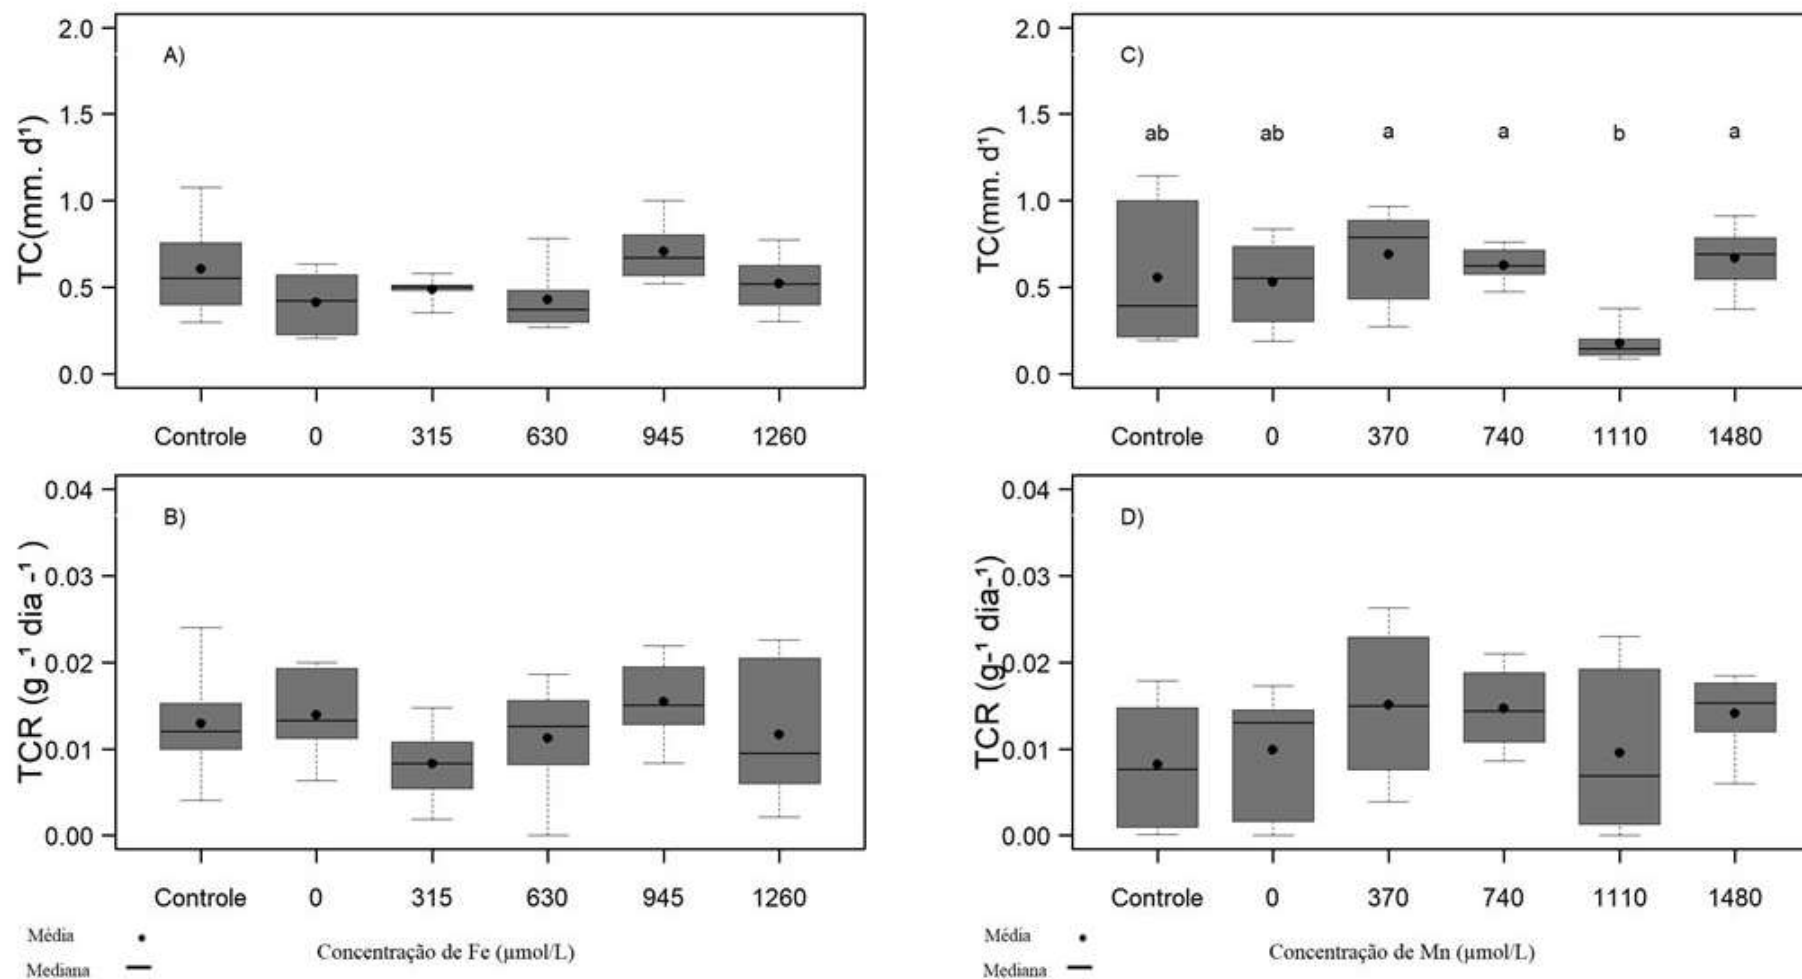 A)
TC(mm. d¹)
2.0
1.5
1.0
0.5
0.0
Controle 0 315 630 945 1260
C)
TC(mm. d¹)
2.0
1.5
1.0
0.5
0.0
ab ab a a b a
Controle 0 370 740 1110 1480
B)
TCR (g -¹ dia -¹ )
0.04
0.03
0.02
0.01
0.00
Controle 0 315 630 945 1260
D)
TCR (g-¹ dia-¹)
0.04
0.03
0.02
0.01
0.00
Controle 0 370 740 1110 1480
Média
Mediana
Concentração de Fe (µmol/L)
Média
Mediana
Concentração de Mn (µmol/L)